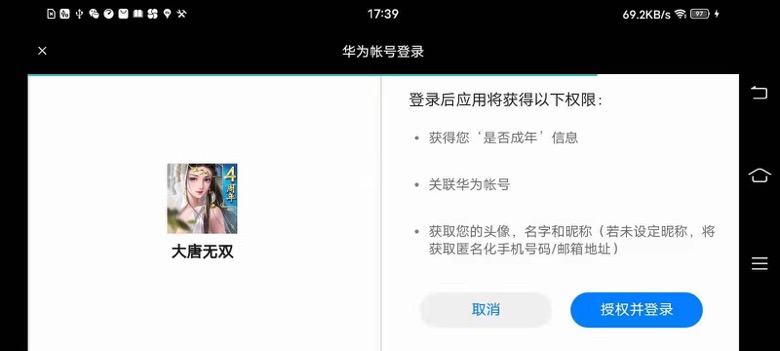 17:39
69.2KB/s
97
华为帐号登录
登录后应用将获得以下权限：
获得您‘是否成年’信息
关联华为帐号
获取您的头像，名字和昵称（若未设定昵称，将
获取匿名化手机号码/邮箱地址）
4
周年
大唐无双
取消
授权并登录